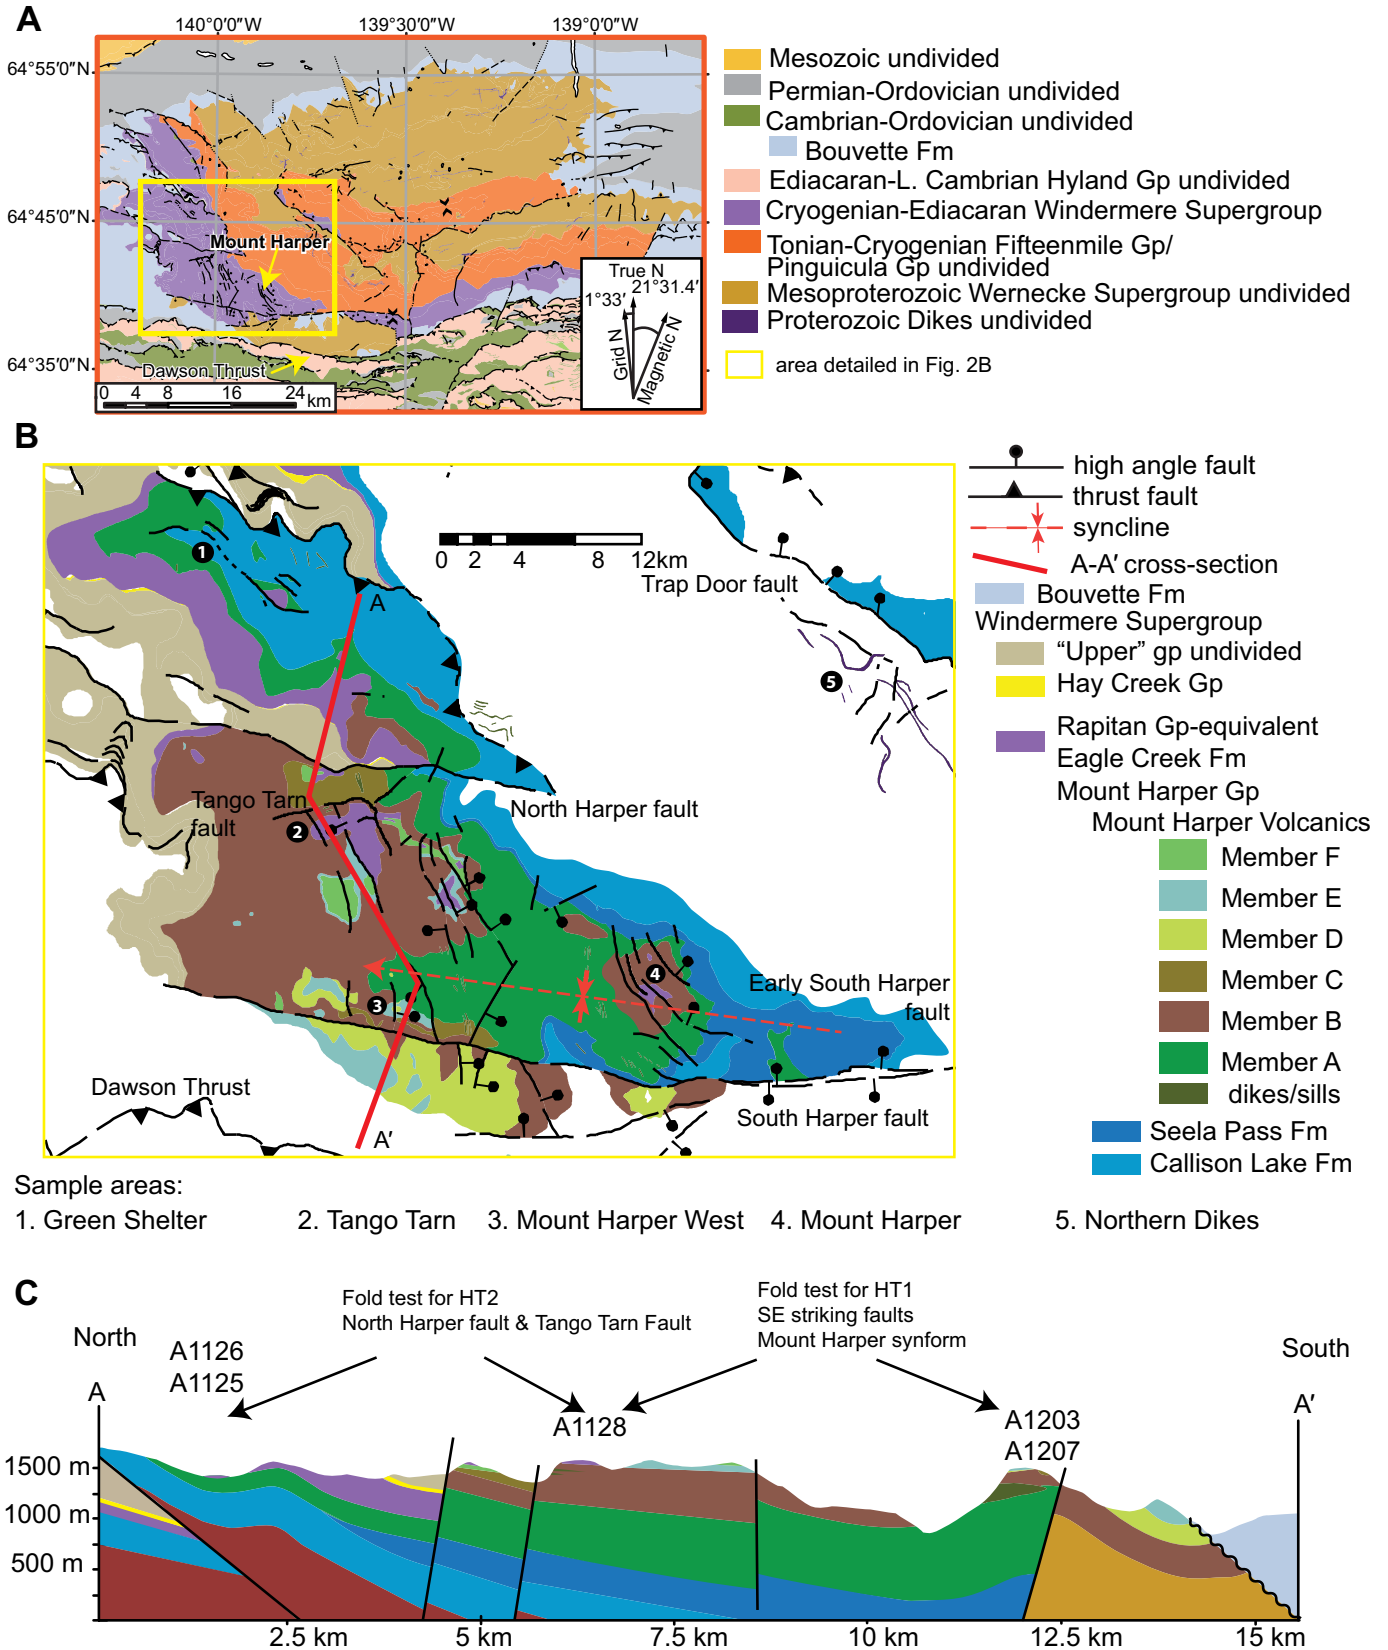 A
140°0′0″W
139°30′0″W
139°0′0″W
64°55′0″N
64°45′0″N
64°35′0″N
Mount Harper
Dawson Thrust
0 4 8 16 24 km
True N
1°33′
21°31.4′
Grid N
Magnetic N
Mesozoic undivided
Permian-Ordovician undivided
Cambrian-Ordovician undivided
Bouvette Fm
Ediacaran-L. Cambrian Hyland Gp undivided
Cryogenian-Ediacaran Windermere Supergroup
Tonian-Cryogenian Fifteenmile Gp/
Pinguicula Gp undivided
Mesoproterozoic Wernecke Supergroup undivided
Proterozoic Dikes undivided
area detailed in Fig. 2B
B
1
0 2 4 8 12km
Trap Door fault
A
5
North Harper fault
Tango Tarn
fault
2
4
Early South Harper
fault
3
Dawson Thrust
South Harper fault
A′
high angle fault
thrust fault
syncline
A-A′ cross-section
Bouvette Fm
Windermere Supergroup
“Upper” gp undivided
Hay Creek Gp
Rapitan Gp-equivalent
Eagle Creek Fm
Mount Harper Gp
Mount Harper Volcanics
Member F
Member E
Member D
Member C
Member B
Member A
dikes/sills
Seela Pass Fm
Callison Lake Fm
Sample areas:
1. Green Shelter 2. Tango Tarn 3. Mount Harper West 4. Mount Harper 5. Northern Dikes
C
Fold test for HT2
North Harper fault & Tango Tarn Fault
Fold test for HT1
SE striking faults
Mount Harper synform
North
South
A1126
A1125
A
A′
A1128
A1203
A1207
1500 m
1000 m
500 m
2.5 km 5 km 7.5 km 10 km 12.5 km 15 km